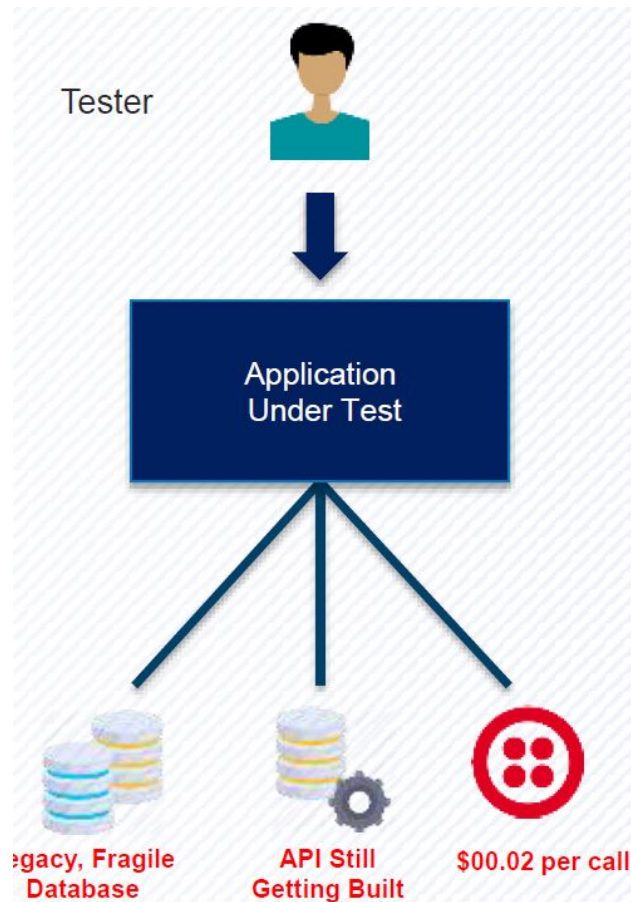 Tester
Application
Under Test
egacy, Fragile
Database
API Still
Getting Built
$00.02 per call